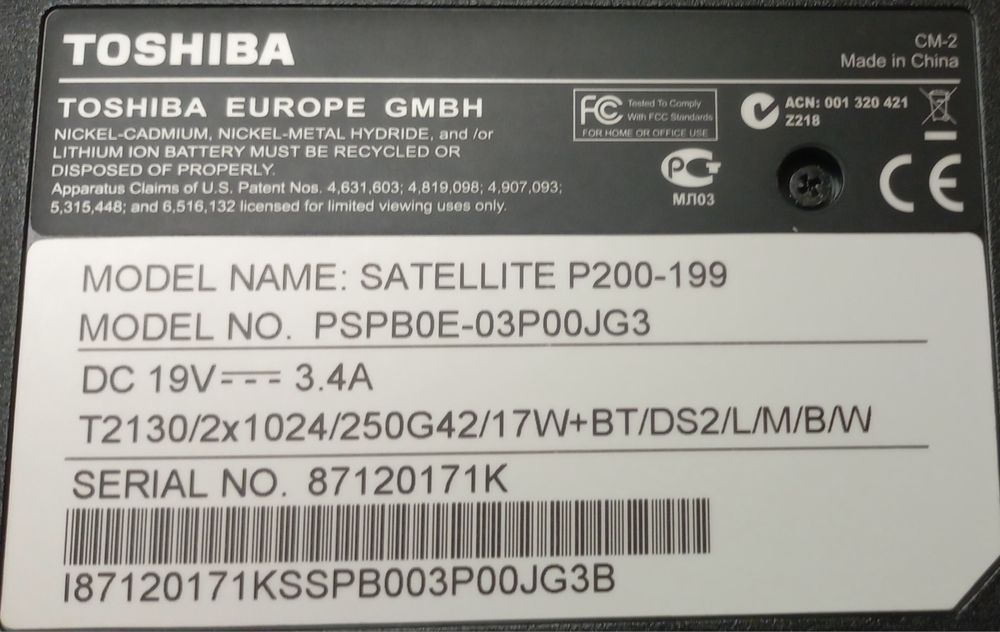 TOSHIBA
CM-2
Made in China
TOSHIBA EUROPE GMBH
NICKEL-CADMIUM, NICKEL-METAL HYDRIDE, and /or
LITHIUM ION BATTERY MUST BE RECYCLED OR
DISPOSED OF PROPERLY.
Apparatus Claims of U.S. Patent Nos. 4,631,603; 4,819,098; 4,907,093;
5,315,448; and 6,516,132 licensed for limited viewing uses only.
FC Tested To Comply
With FCC Standards
FOR HOME OR OFFICE USE
ACN: 001 320 421
Z218
МЛ03
CE
MODEL NAME: SATELLITE P200-199
MODEL NO. PSPB0E-03P00JG3
DC 19V⎓ 3.4A
T2130/2x1024/250G42/17W+BT/DS2/L/M/B/W
SERIAL NO. 87120171K
I87120171KSSPB003P00JG3B